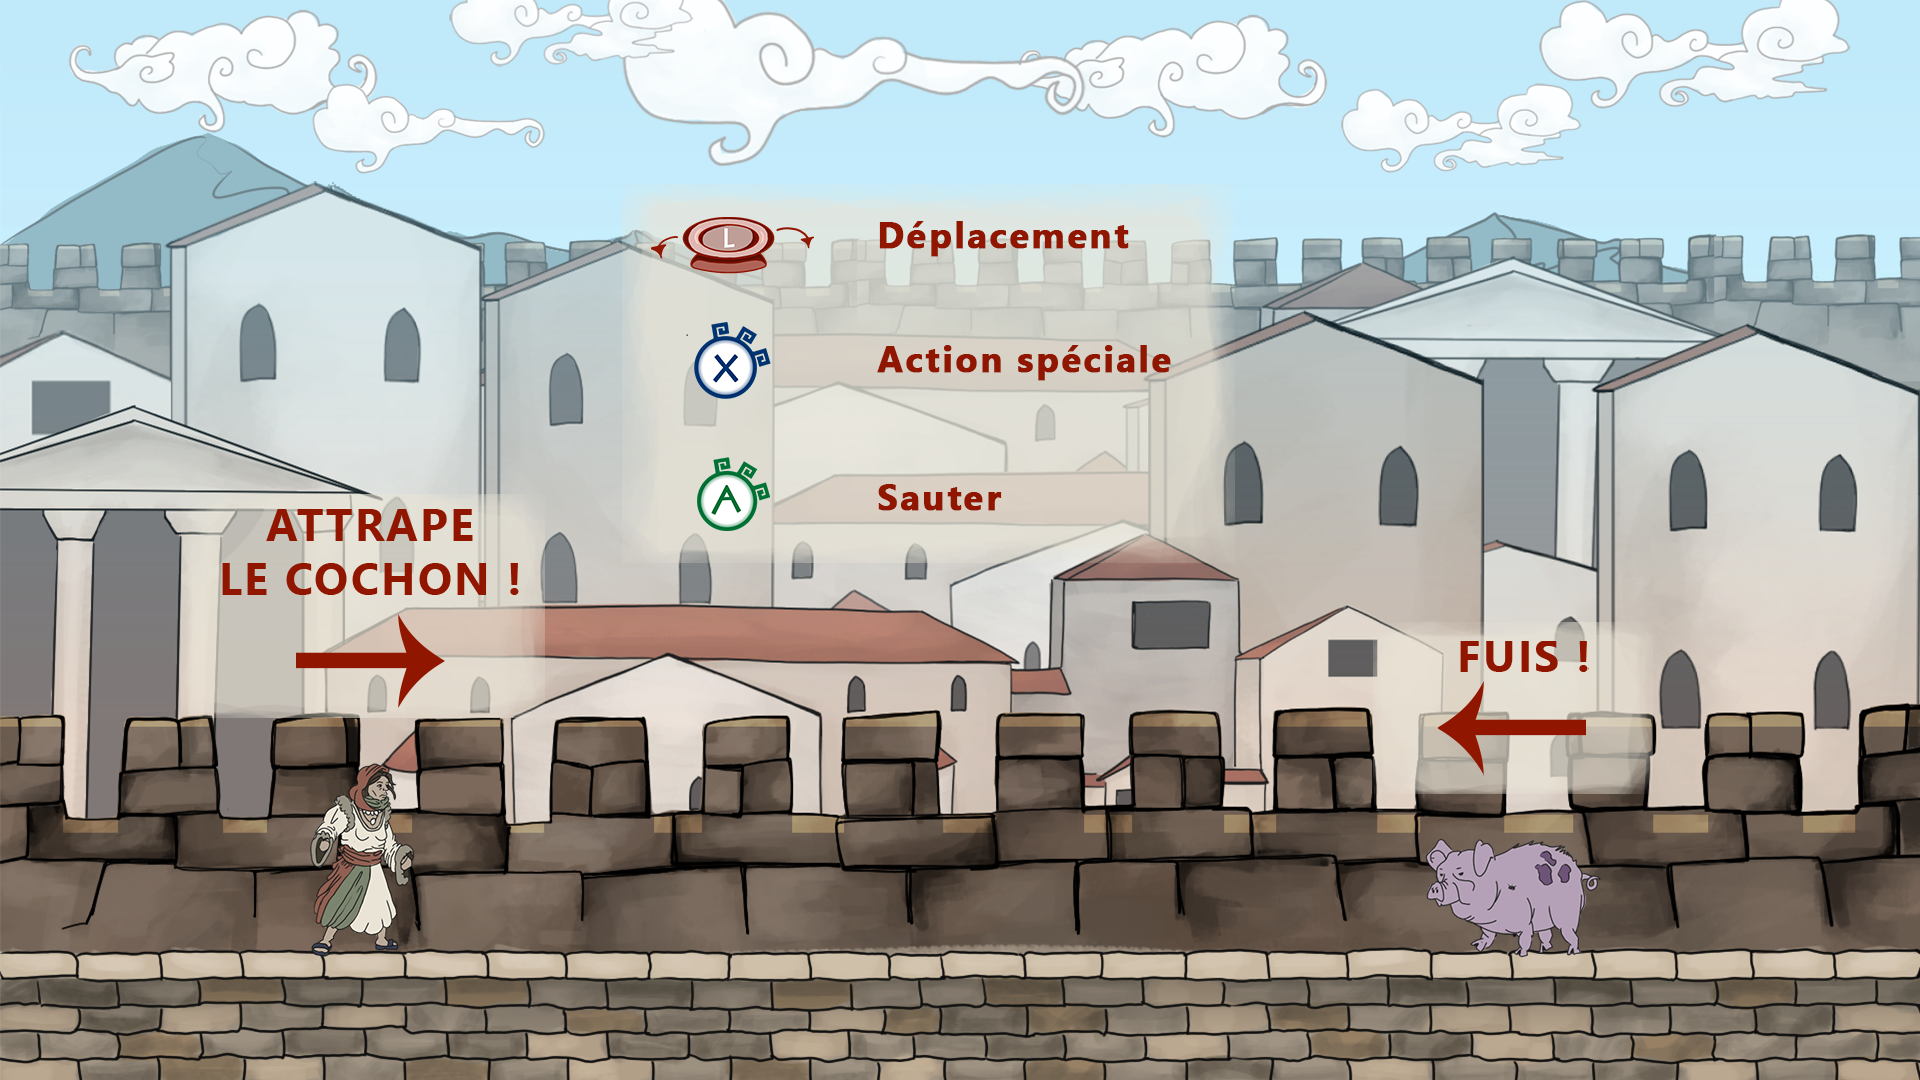 L Déplacement
X Action spéciale
A Sauter
ATTRAPE
LE COCHON !
FUIS !